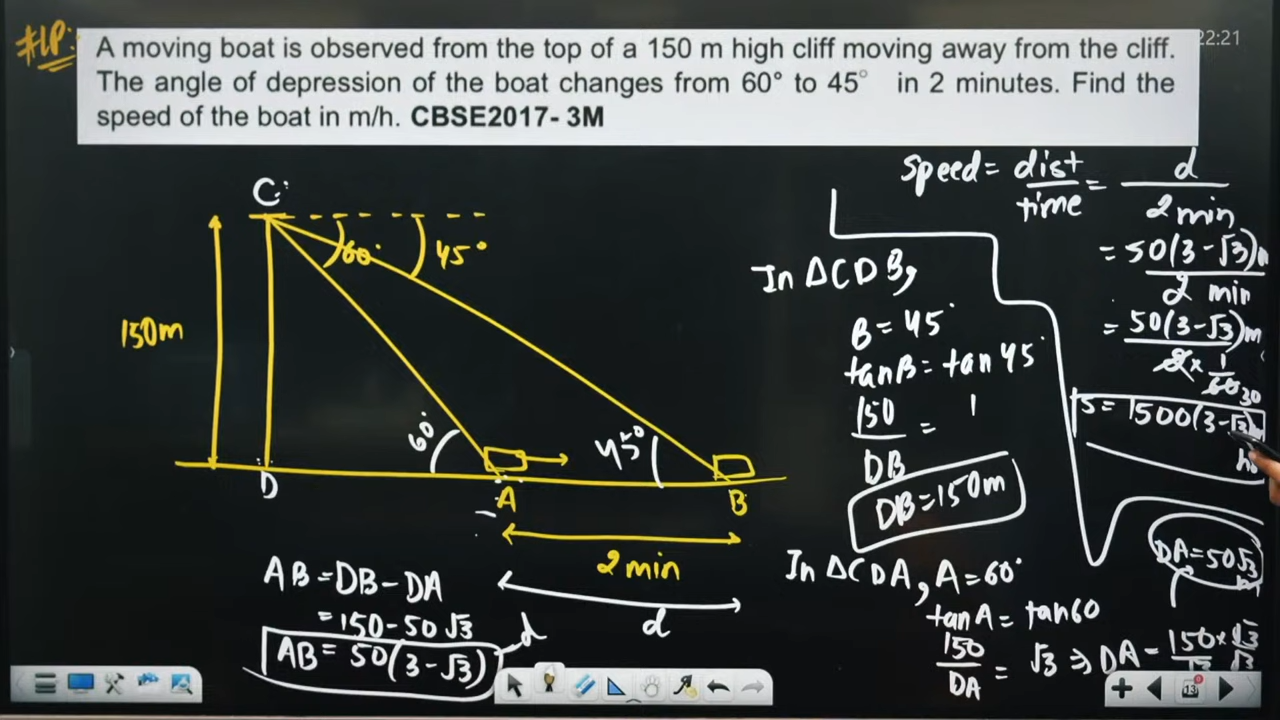 #LP:
22:21
A moving boat is observed from the top of a 150 m high cliff moving away from the cliff.
The angle of depression of the boat changes from 60° to 45° in 2 minutes. Find the
speed of the boat in m/h. CBSE2017- 3M
C
60°
45°
150m
60°
45°
D
A
B
2 min
d
AB = DB - DA
= 150 - 50√3
AB = 50(3-√3)
d
In ΔCDB,
B = 45°
tanB = tan 45°
150/DB = 1
DB = 150m
In ΔCDA, A = 60°
tanA = tan60
150/DA = √3 ⇒ DA = 150×√3/√3 √3
DA = 50√3
Speed = dist/time = d/2 min
= 50(3-√3)m/2 min
= 50(3-√3)m/2 × 1/60
30
S = 1500(3-√3)
13